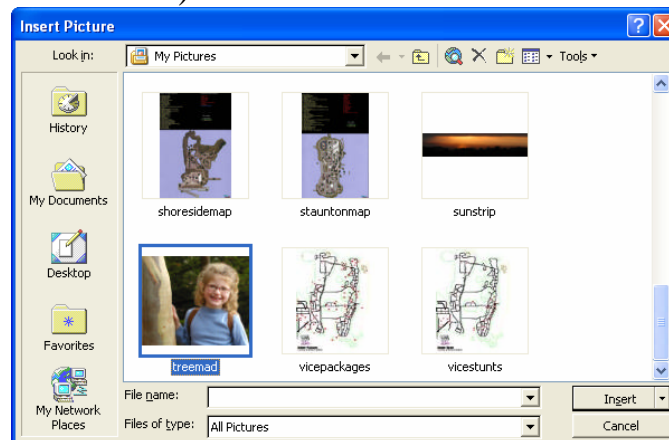 )
Insert Picture
Look in: My Pictures Tools
History
My Documents
Desktop
Favorites
My Network
Places
shoresidemap stauntonmap sunstrip
treemad vicepackages vicestunts
File name: Insert
Files of type: All Pictures Cancel